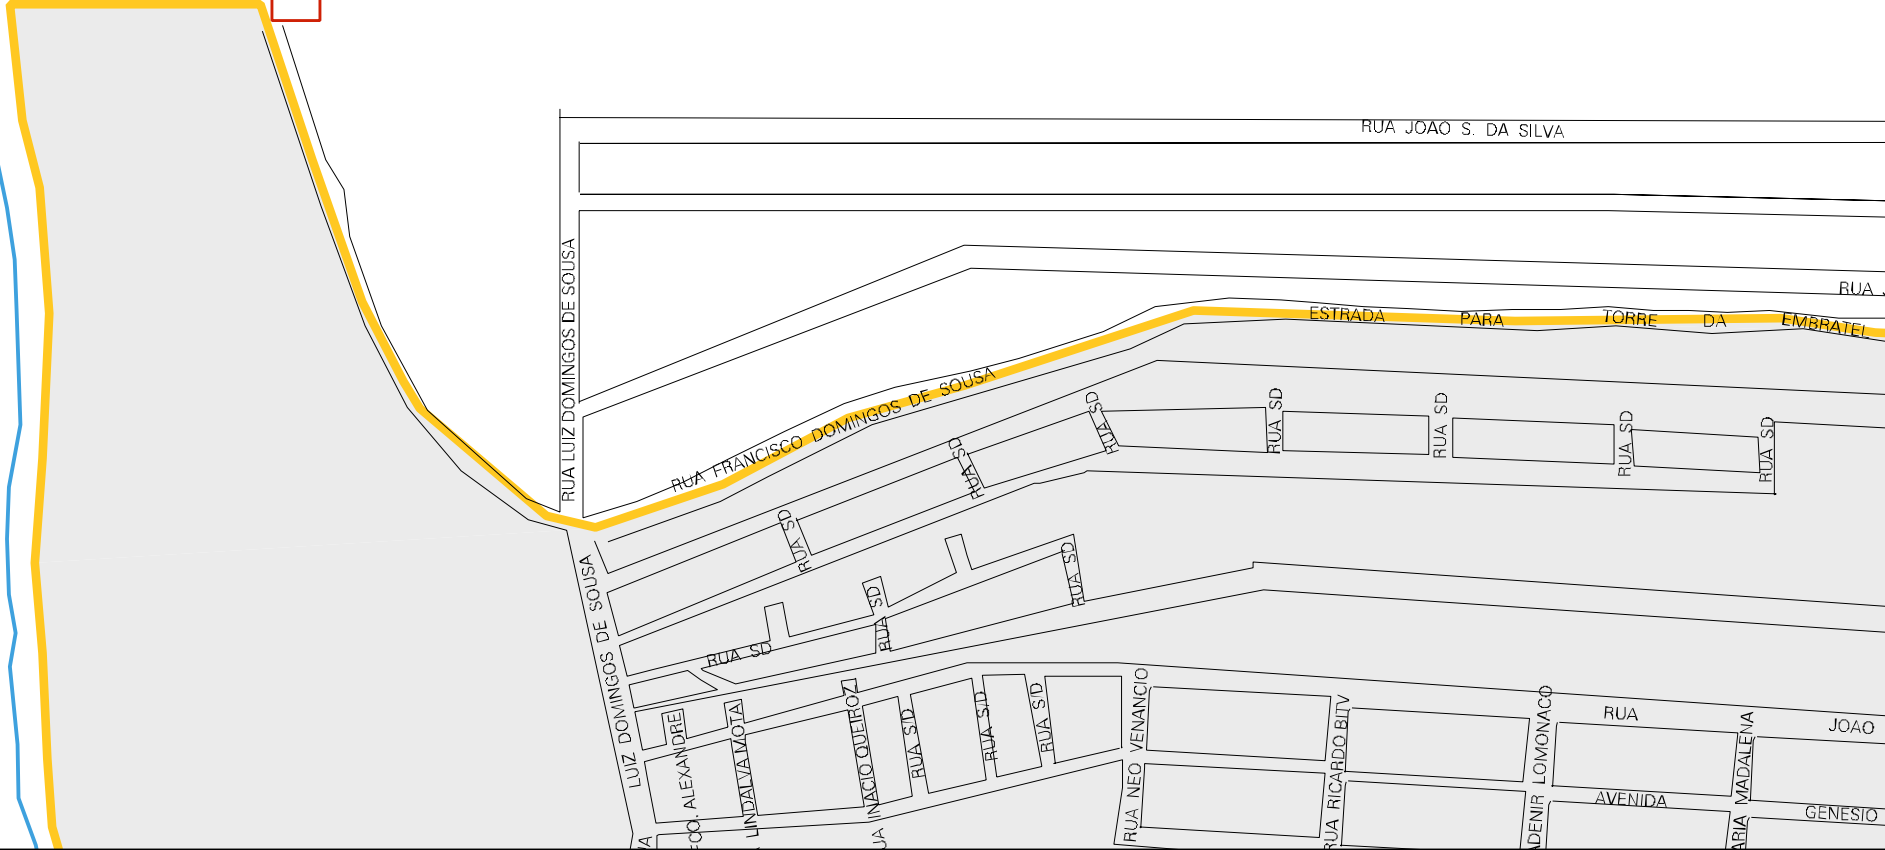 RUA JOAO S. DA SILVA
RUA LUIZ DOMINGOS DE SOUSA
RUA
ESTRADA PARA TORRE DA EMBRATEL
RUA FRANCISCO DOMINGOS DE SOUSA
RUA SD
RUA SD
RUA SD
RUA SD
RUA SD
RUA SD
RUA SD
RUA SD
RUA SD
RUA SD
LUIZ DOMINGOS DE SOUSA
FCO. ALEXANDRE
LINDALVA MOTA
INACIO QUEIROZ
RUA S/D
RUA S/D
RUA S/D
RUA NEO VENANCIO
RUA RICARDO BITV
ADENIR LOMONACO
RUA JOAO
ARIA MADALENA
AVENIDA GENESIO